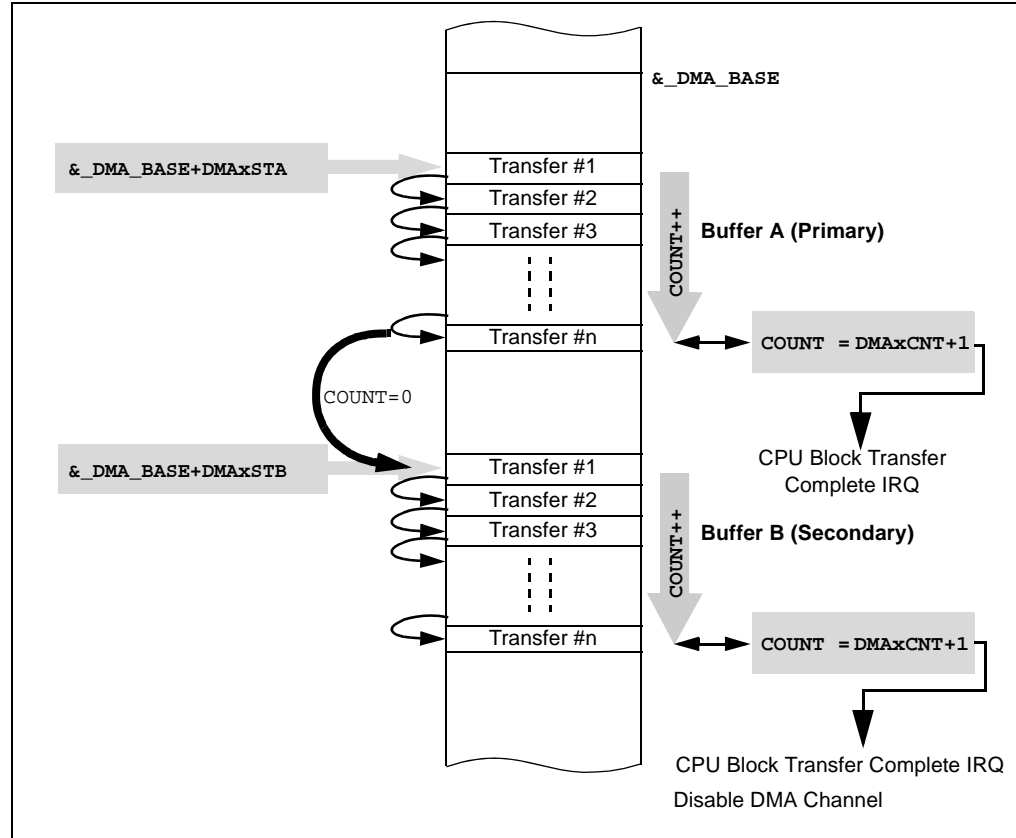 &_DMA_BASE
&_DMA_BASE+DMAxSTA
Transfer #1
Transfer #2
Transfer #3
COUNT++
Buffer A (Primary)
Transfer #n
COUNT = DMAxCNT+1
COUNT=0
CPU Block Transfer
Complete IRQ
&_DMA_BASE+DMAxSTB
Transfer #1
Transfer #2
Transfer #3
COUNT++
Buffer B (Secondary)
Transfer #n
COUNT = DMAxCNT+1
CPU Block Transfer Complete IRQ
Disable DMA Channel